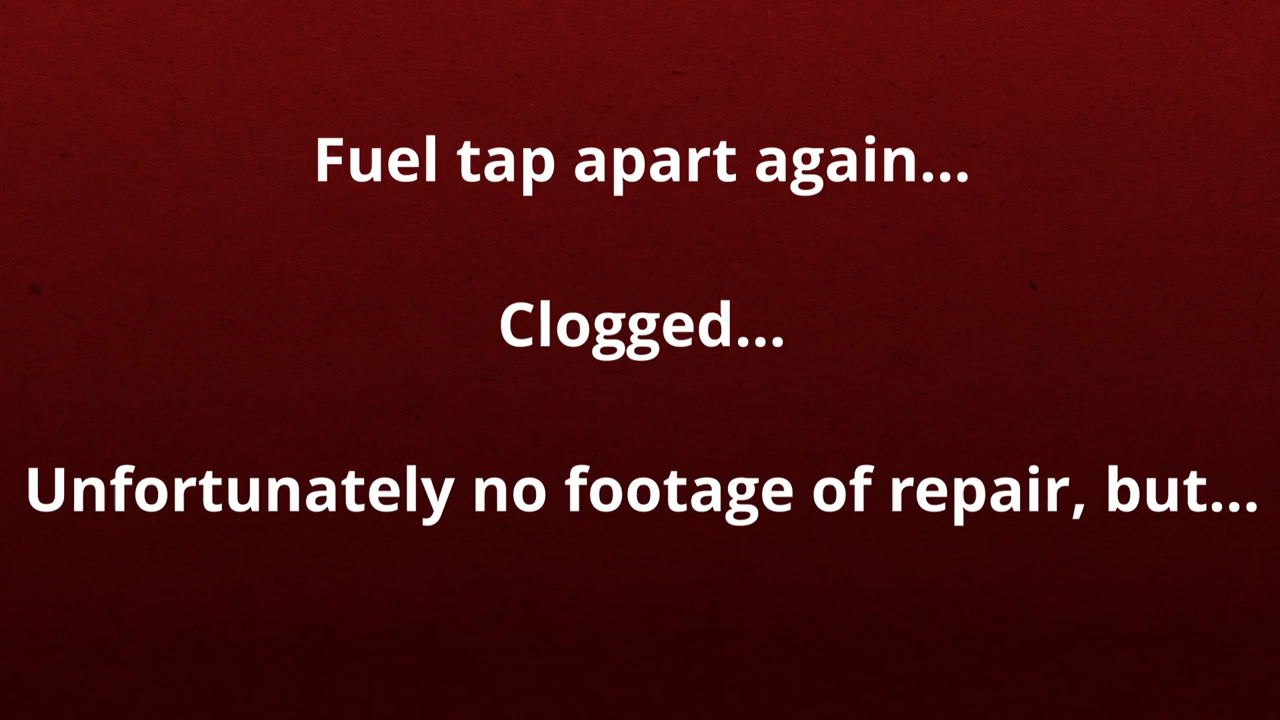 Fuel tap apart again...
Clogged...
Unfortunately no footage of repair, but...